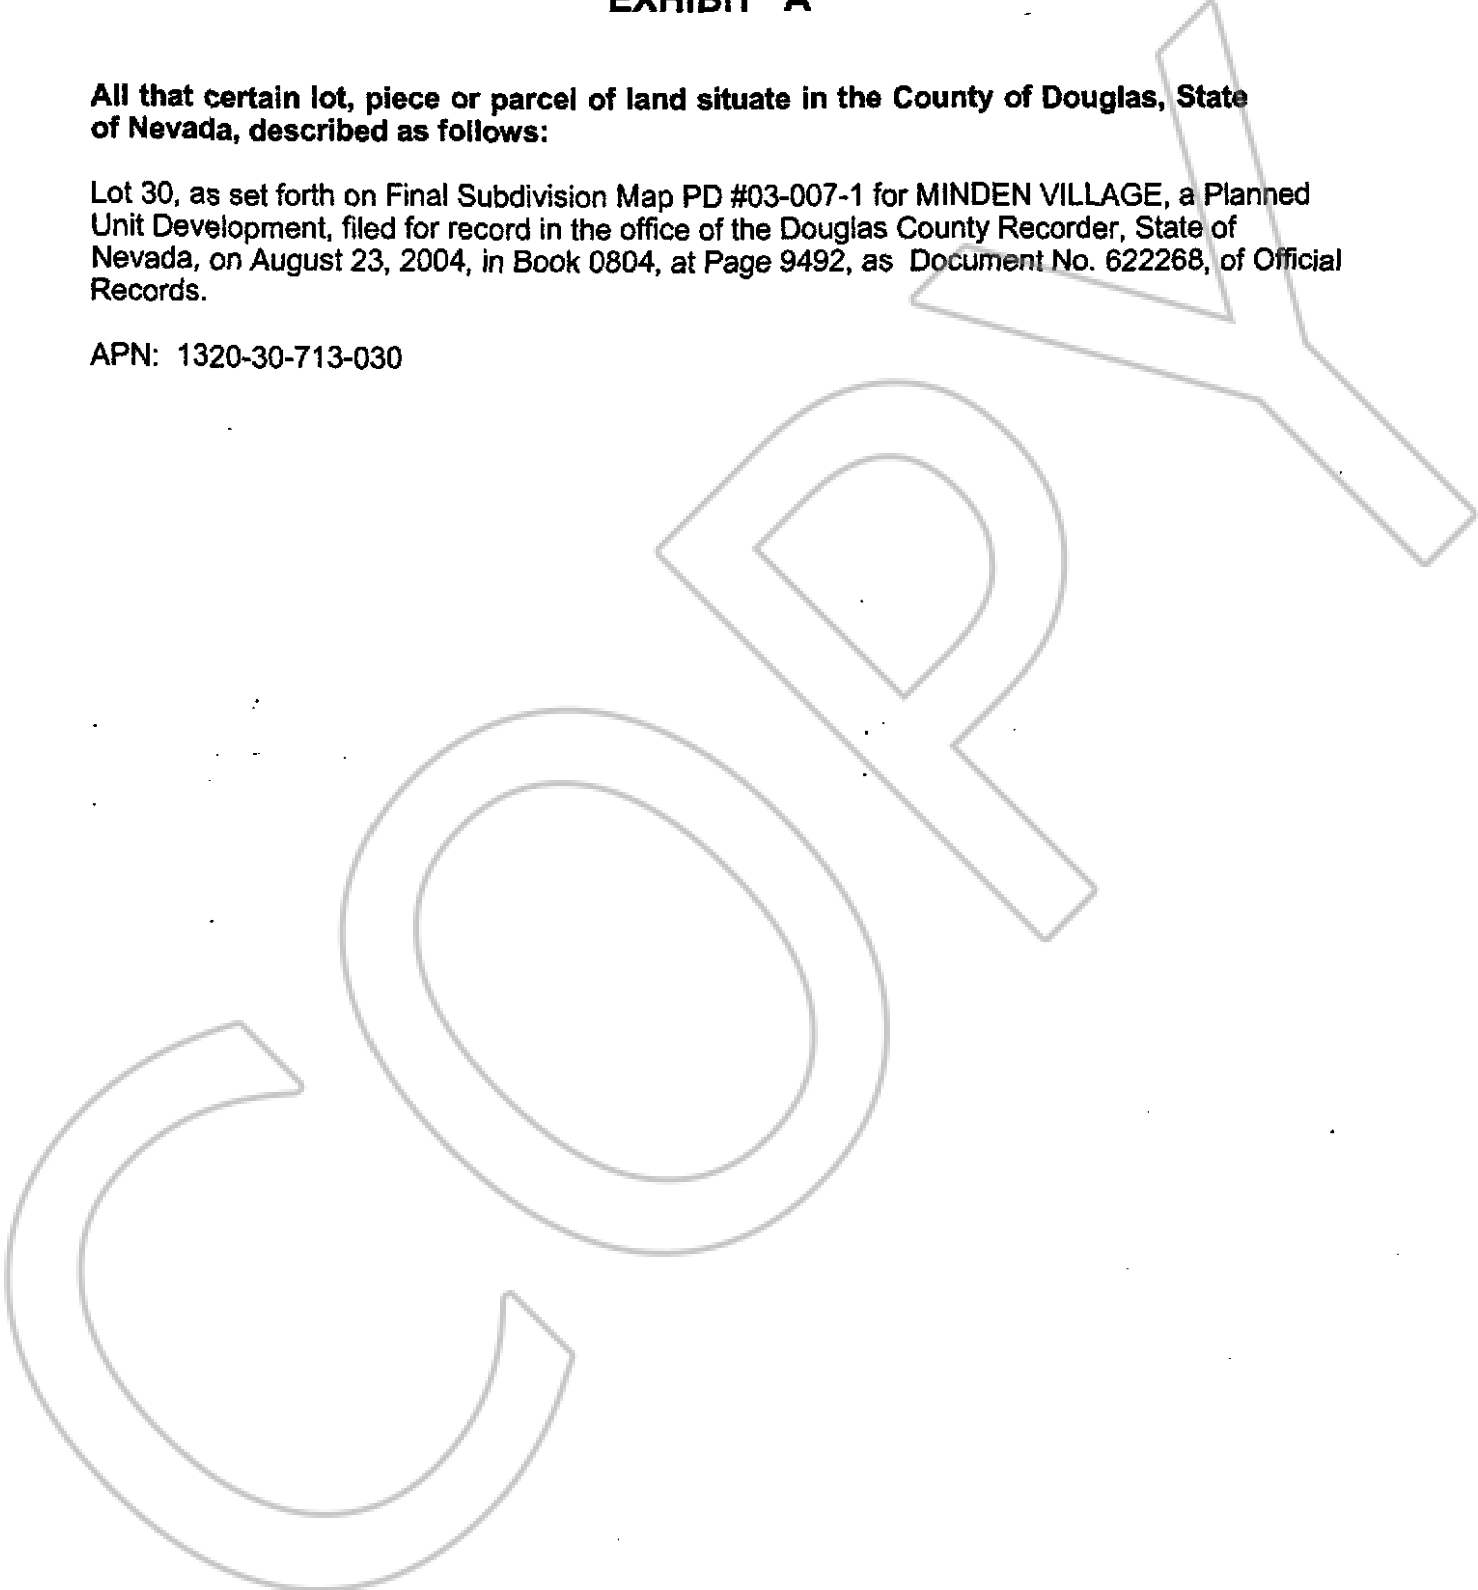 EXHIBIT "A"
All that certain lot, piece or parcel of land situate in the County of Douglas, State
of Nevada, described as follows:
Lot 30, as set forth on Final Subdivision Map PD #03-007-1 for MINDEN VILLAGE, a Planned
Unit Development, filed for record in the office of the Douglas County Recorder, State of
Nevada, on August 23, 2004, in Book 0804, at Page 9492, as Document No. 622268, of Official
Records.
APN: 1320-30-713-030
COPY